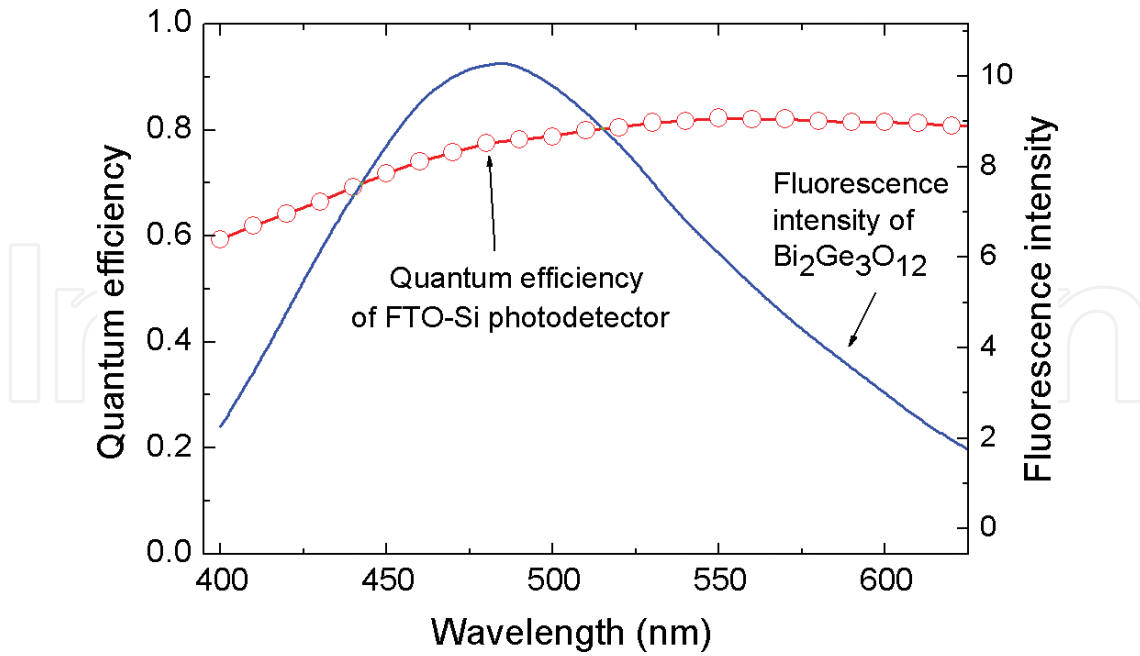 1.0
0.8
0.6
0.4
0.2
0.0
Quantum efficiency
10
8
6
4
2
0
Fluorescence intensity
Fluorescence
intensity of
Bi₂Ge₃O₁₂
Quantum efficiency
of FTO-Si photodetector
400 450 500 550 600
Wavelength (nm)